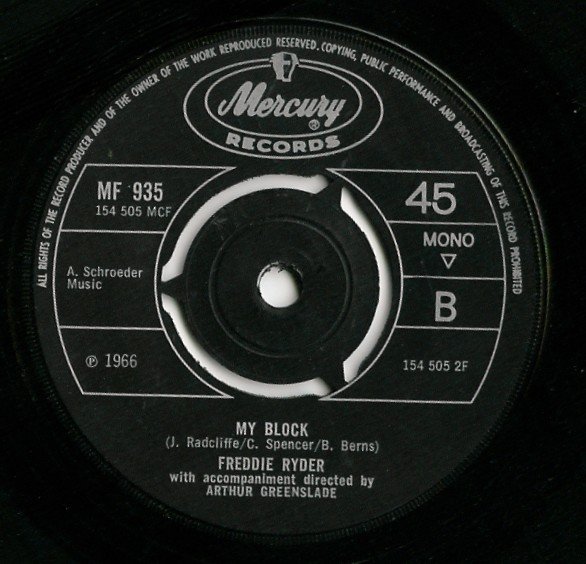 ALL RIGHTS OF THE RECORD PRODUCER AND OF THE OWNER OF THE WORK REPRODUCED RESERVED. COPYING, PUBLIC PERFORMANCE AND BROADCASTING OF THIS RECORD PROHIBITED
Mercury ®
RECORDS
MF 935
154 505 MCF
45
MONO
A. Schroeder
Music
B
℗ 1966
154 505 2F
MY BLOCK
(J. Radcliffe/C. Spencer/B. Berns)
FREDDIE RYDER
with accompaniment directed by
ARTHUR GREENSLADE